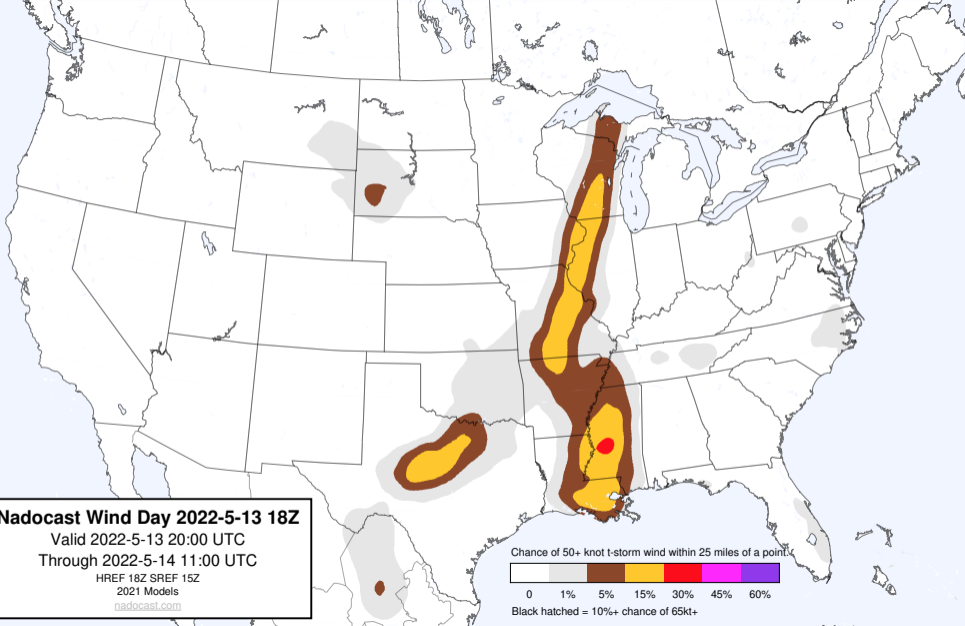 Nadocast Wind Day 2022-5-13 18Z
Valid 2022-5-13 20:00 UTC
Through 2022-5-14 11:00 UTC
HREF 18Z SREF 15Z
2021 Models
nadocast.com
Chance of 50+ knot t-storm wind within 25 miles of a point.
0 1% 5% 15% 30% 45% 60%
Black hatched = 10%+ chance of 65kt+